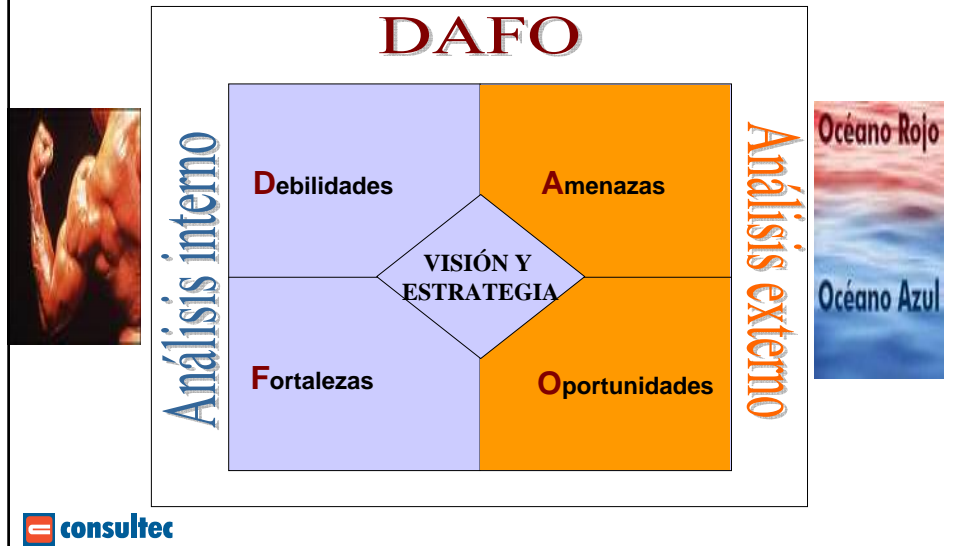 DAFO
Análisis interno
Debilidades
Amenazas
VISIÓN Y
ESTRATEGIA
Fortalezas
Oportunidades
Análisis externo
Océano Rojo
Océano Azul
consultec